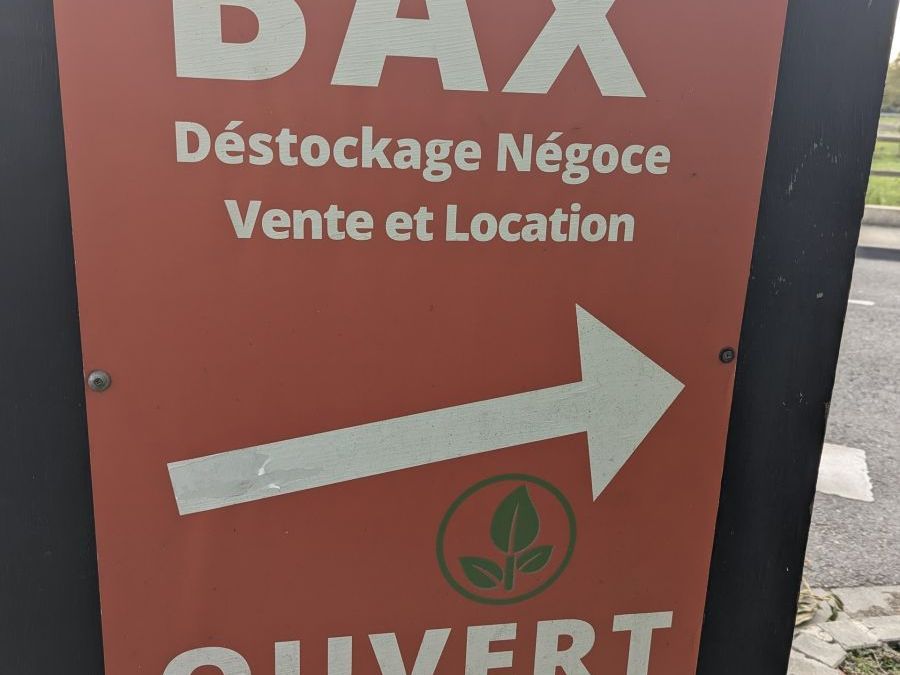 BAX
Déstockage Négoce
Vente et Location
OUVERT